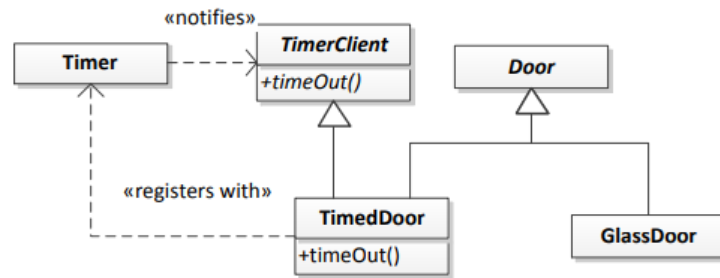 «notifies»
TimerClient
+timeOut()
Timer
Door
«registers with»
TimedDoor
+timeOut()
GlassDoor